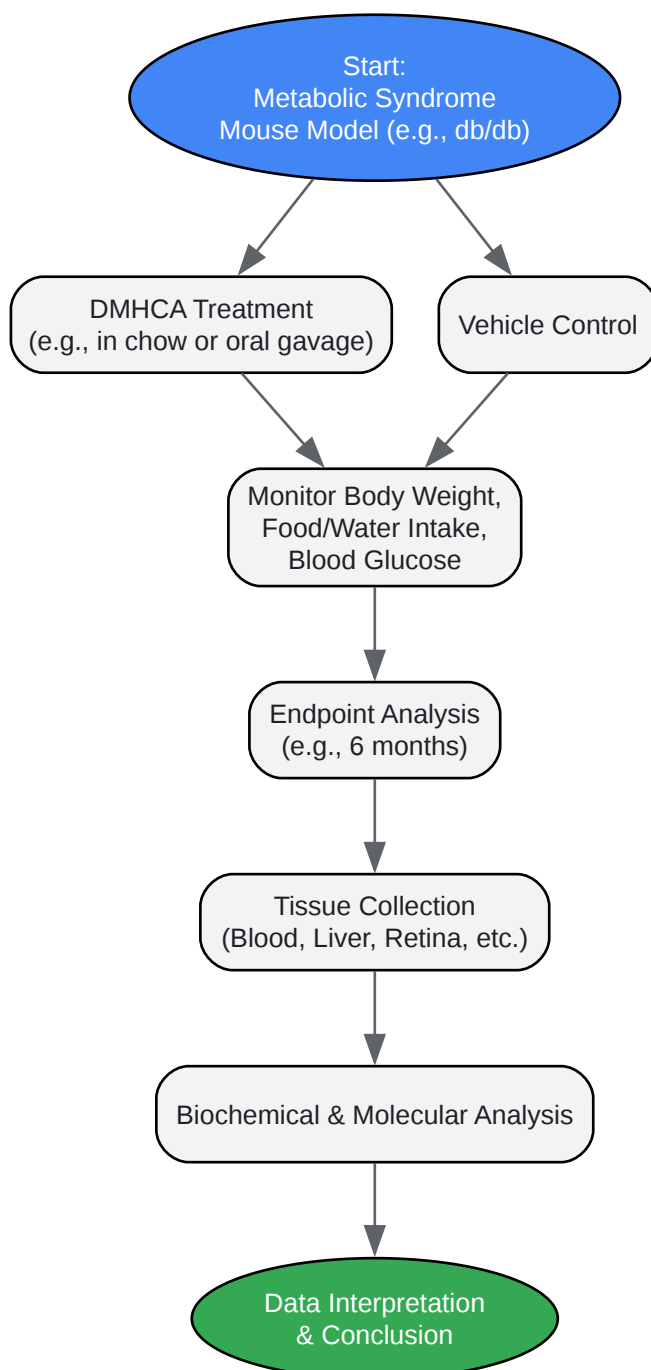 Start:
Metabolic Syndrome
Mouse Model (e.g., db/db)
DMHCA Treatment
(e.g., in chow or oral gavage)
Vehicle Control
Monitor Body Weight,
Food/Water Intake,
Blood Glucose
Endpoint Analysis
(e.g., 6 months)
Tissue Collection
(Blood, Liver, Retina, etc.)
Biochemical & Molecular Analysis
Data Interpretation
& Conclusion